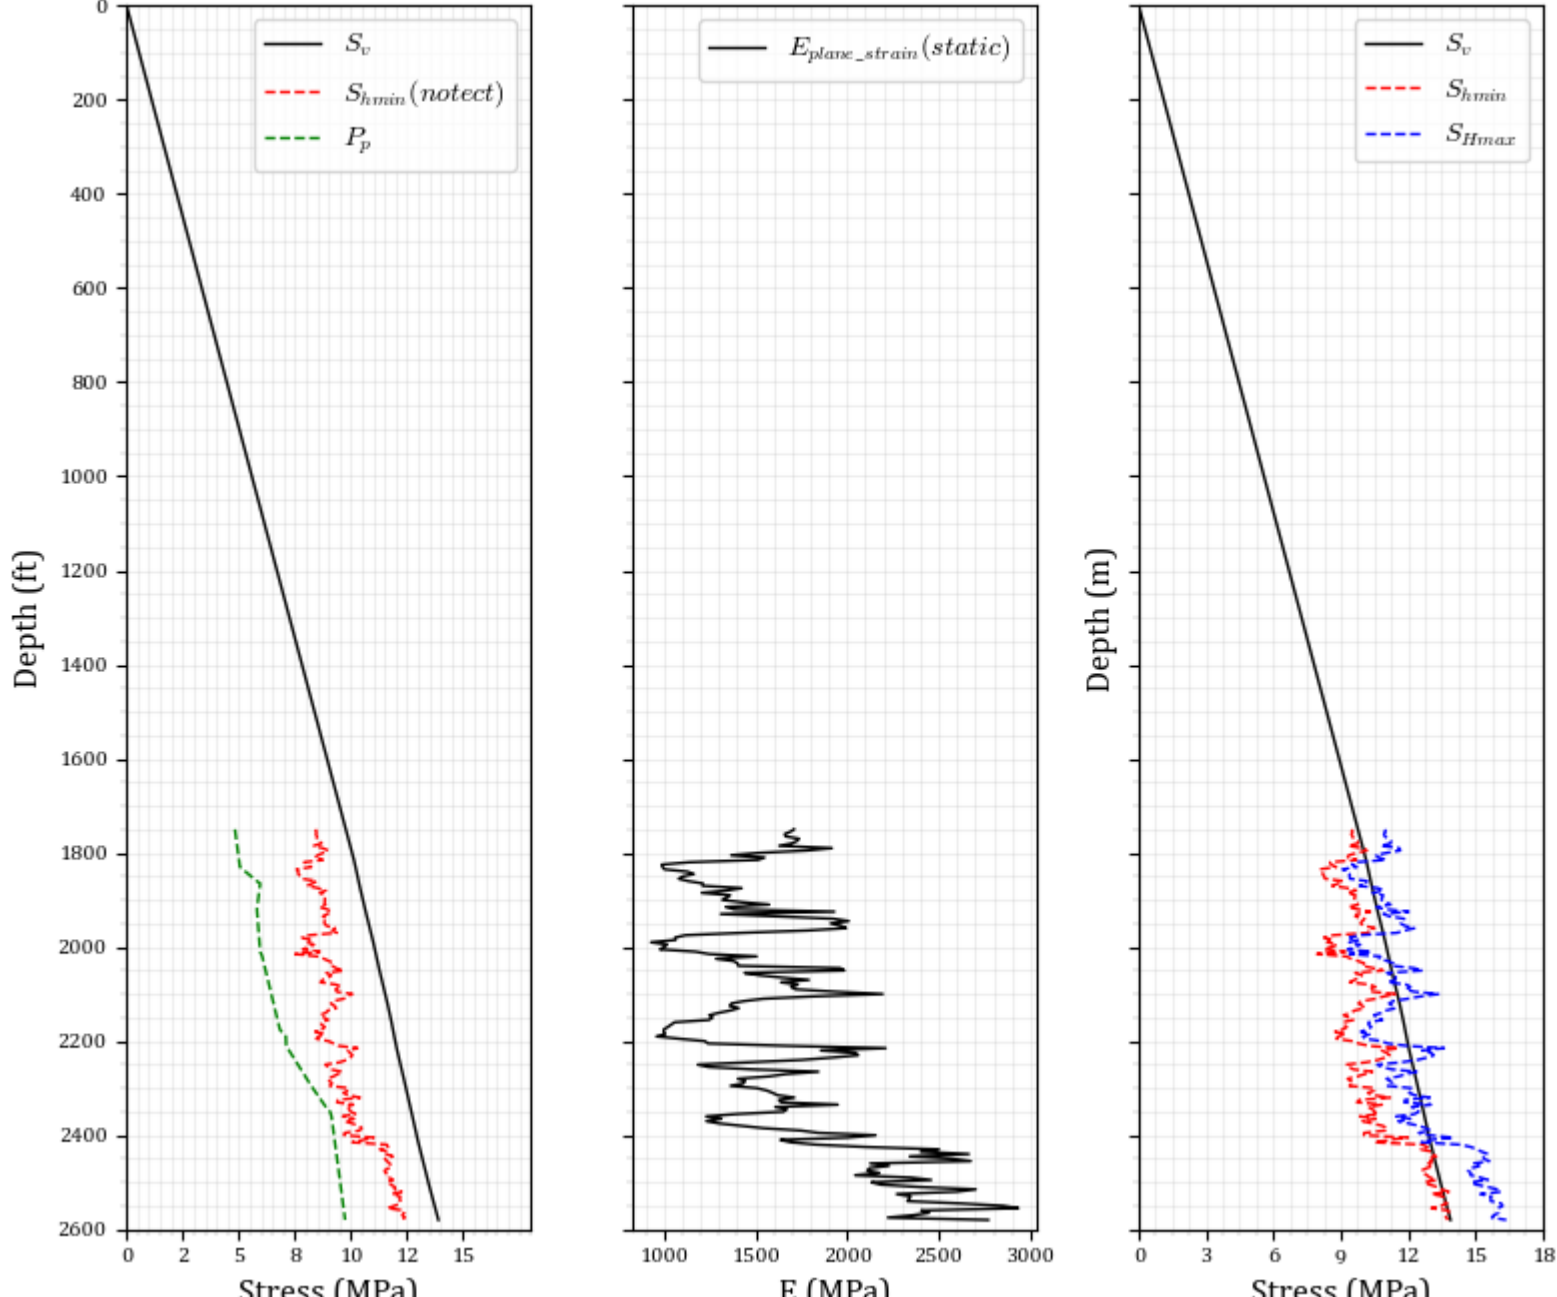 0
200
400
600
800
1000
1200
1400
1600
1800
2000
2200
2400
2600
Depth (ft)
S_v
S_hmin(notect)
P_p
0 2 5 8 10 12 15
Stress (MPa)
E_plane_strain(static)
1000 1500 2000 2500 3000
E (MPa)
Depth (m)
S_v
S_hmin
S_Hmax
0 3 6 9 12 15 18
Stress (MPa)